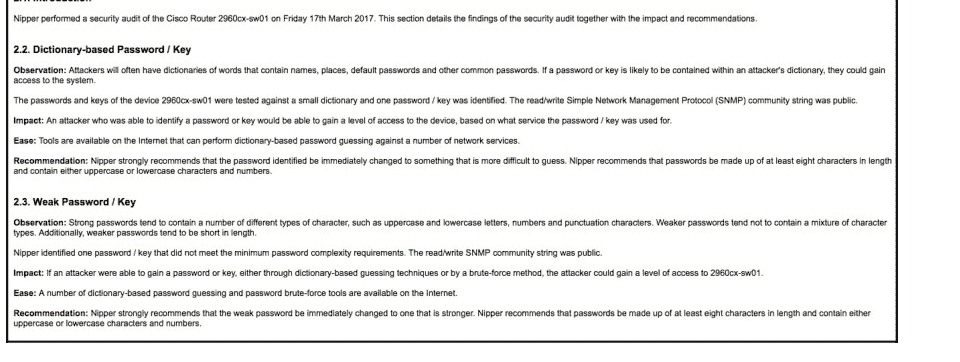 Nipper performed a security audit of the Cisco Router 2960cx-sw01 on Friday 17th March 2017. This section details the findings of the security audit together with the impact and recommendations.
2.2. Dictionary-based Password / Key
Observation: Attackers will often have dictionaries of words that contain names, places, default passwords and other common passwords. If a password or key is likely to be contained within an attacker's dictionary, they could gain
access to the system.
The passwords and keys of the device 2960cx-sw01 were tested against a small dictionary and one password / key was identified. The read/write Simple Network Management Protocol (SNMP) community string was public.
Impact: An attacker who was able to identify a password or key would be able to gain a level of access to the device, based on what service the password / key was used for.
Ease: Tools are available on the Internet that can perform dictionary-based password guessing against a number of network services.
Recommendation: Nipper strongly recommends that the password identified be immediately changed to something that is more difficult to guess. Nipper recommends that passwords be made up of at least eight characters in length
and contain either uppercase or lowercase characters and numbers.
2.3. Weak Password / Key
Observation: Strong passwords tend to contain a number of different types of character, such as uppercase and lowercase letters, numbers and punctuation characters. Weaker passwords tend not to contain a mixture of character
types. Additionally, weaker passwords tend to be short in length.
Nipper identified one password / key that did not meet the minimum password complexity requirements. The read/write SNMP community string was public.
Impact: If an attacker were able to gain a password or key, either through dictionary-based guessing techniques or by a brute-force method, the attacker could gain a level of access to 2960cx-sw01.
Ease: A number of dictionary-based password guessing and password brute-force tools are available on the Internet.
Recommendation: Nipper strongly recommends that the weak password be immediately changed to one that is stronger. Nipper recommends that passwords be made up of at least eight characters in length and contain either
uppercase or lowercase characters and numbers.